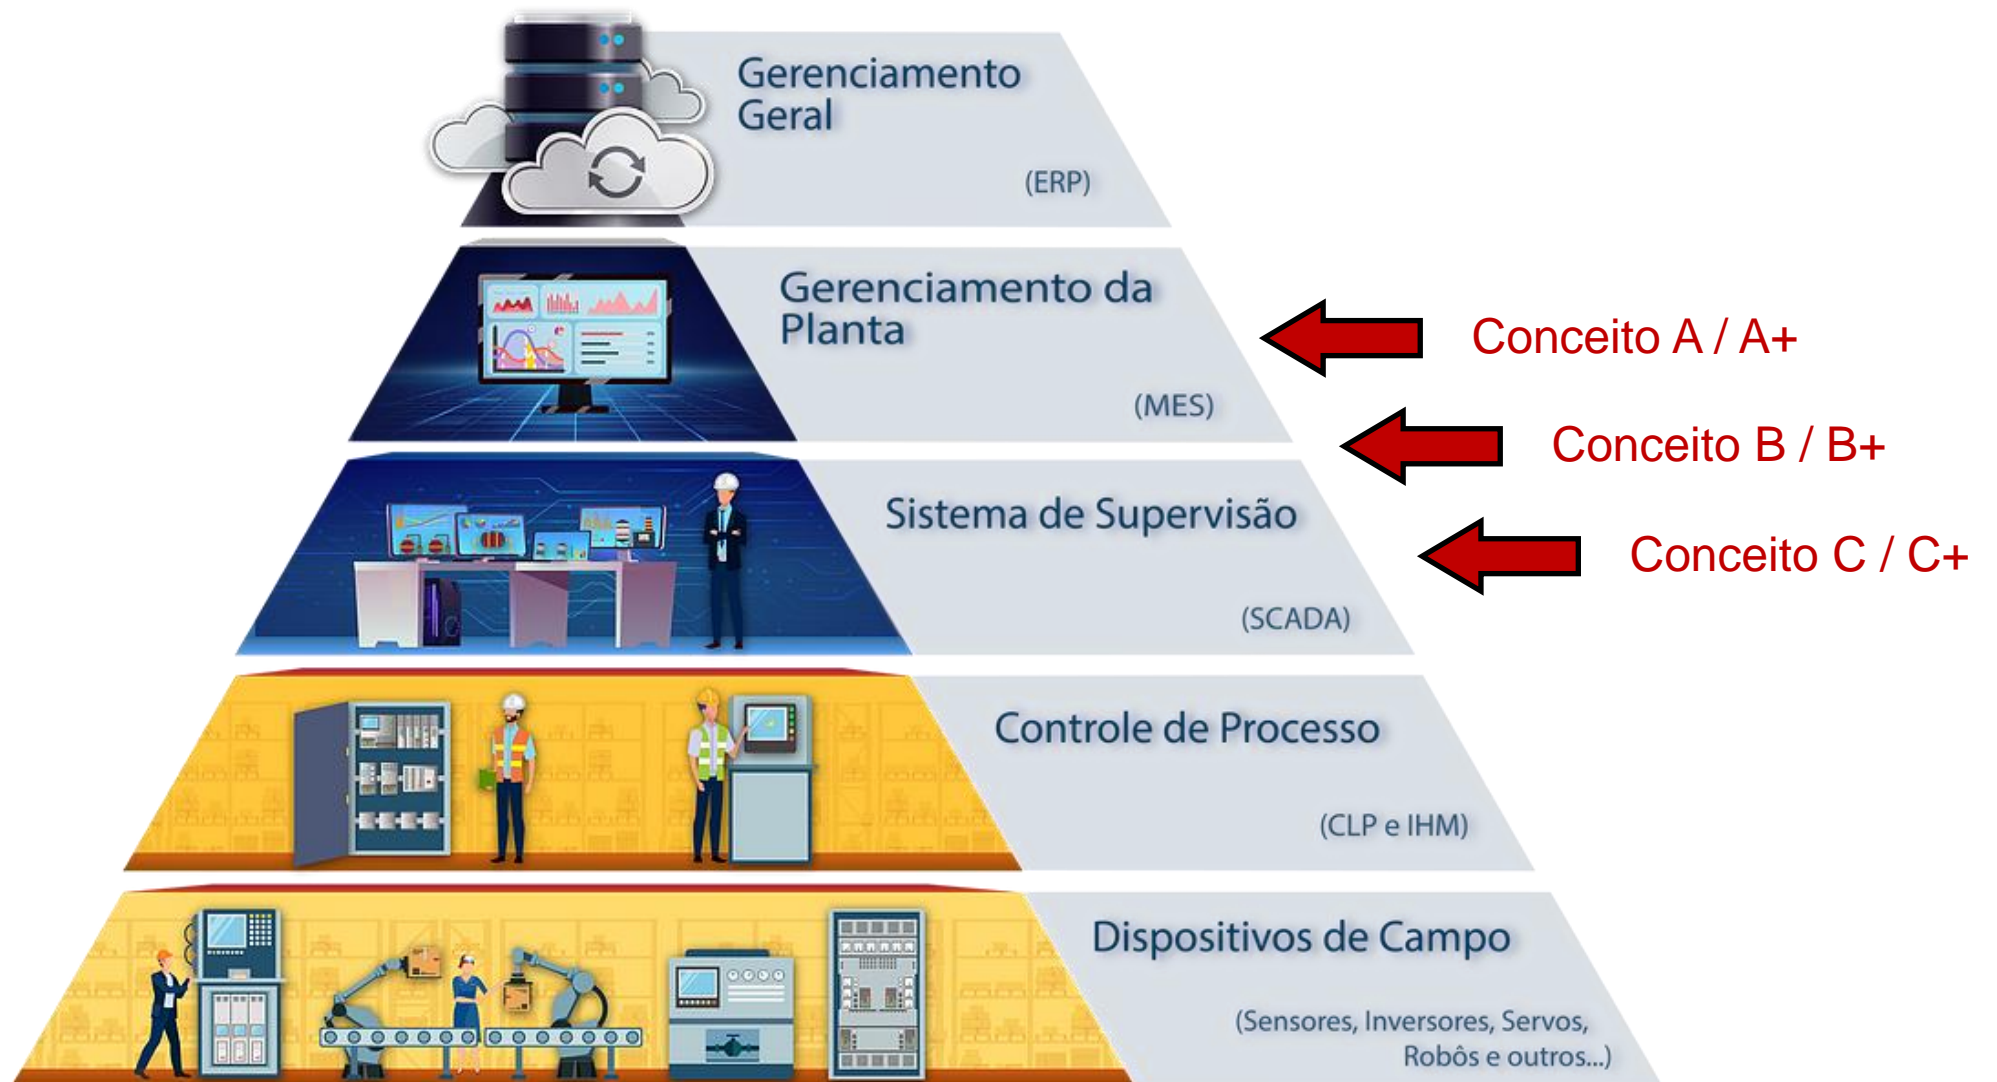 Gerenciamento
Geral
(ERP)
Gerenciamento da
Planta
(MES)
Conceito A / A+
Conceito B / B+
Sistema de Supervisão
(SCADA)
Conceito C / C+
Controle de Processo
(CLP e IHM)
Dispositivos de Campo
(Sensores, Inversores, Servos,
Robôs e outros...)